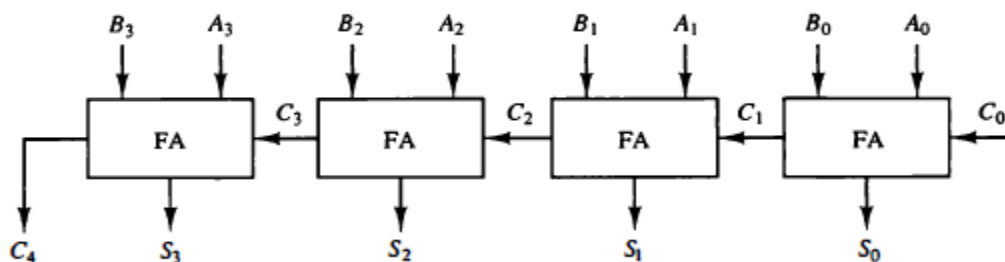 B₃ A₃ B₂ A₂ B₁ A₁ B₀ A₀
FA C₃ FA C₂ FA C₁ FA C₀
C₄ S₃ S₂ S₁ S₀